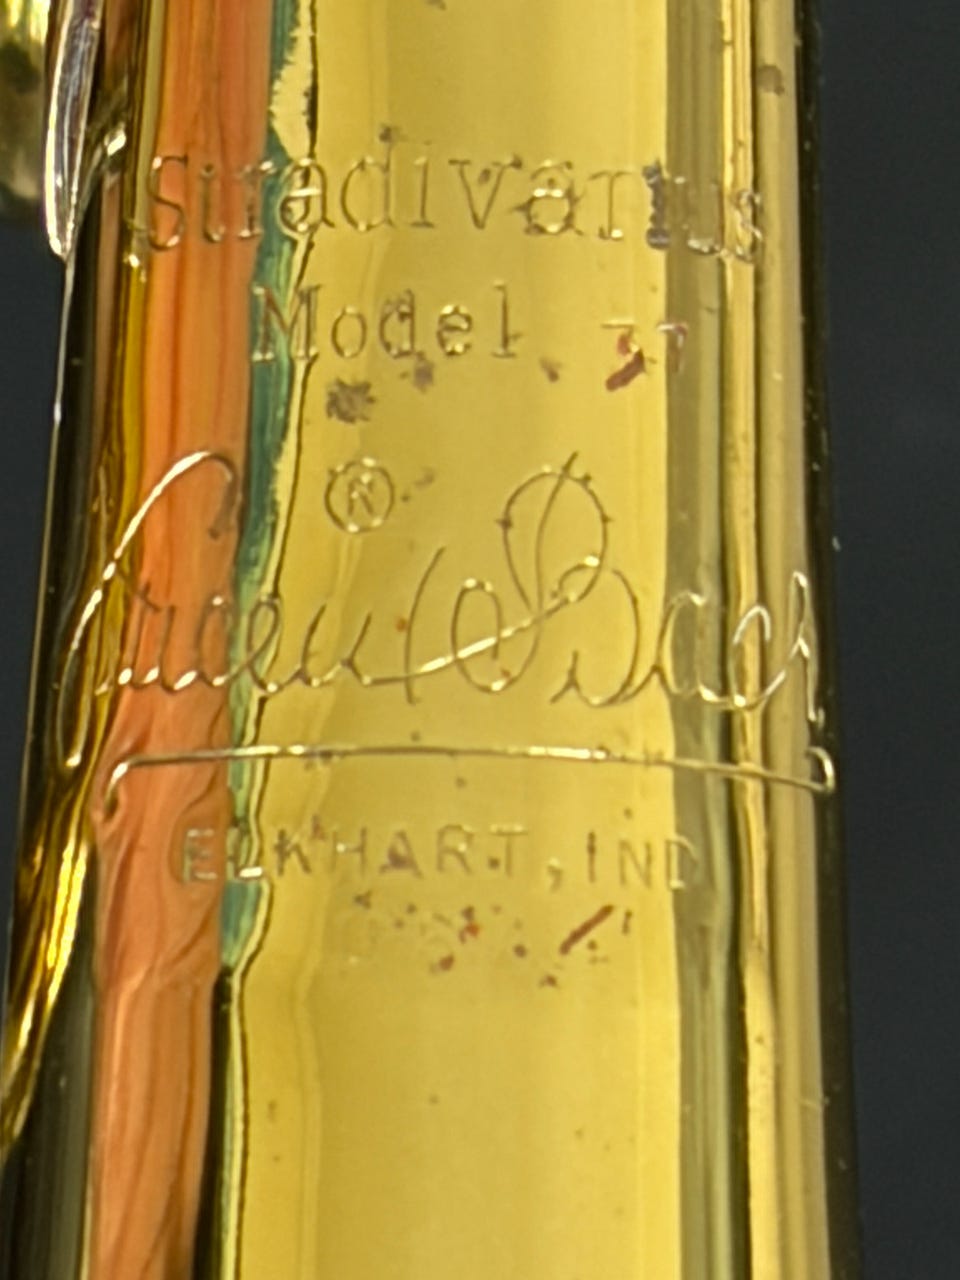 Stradivarius
Model 37
®
Vincent Bach
ELKHART, IND